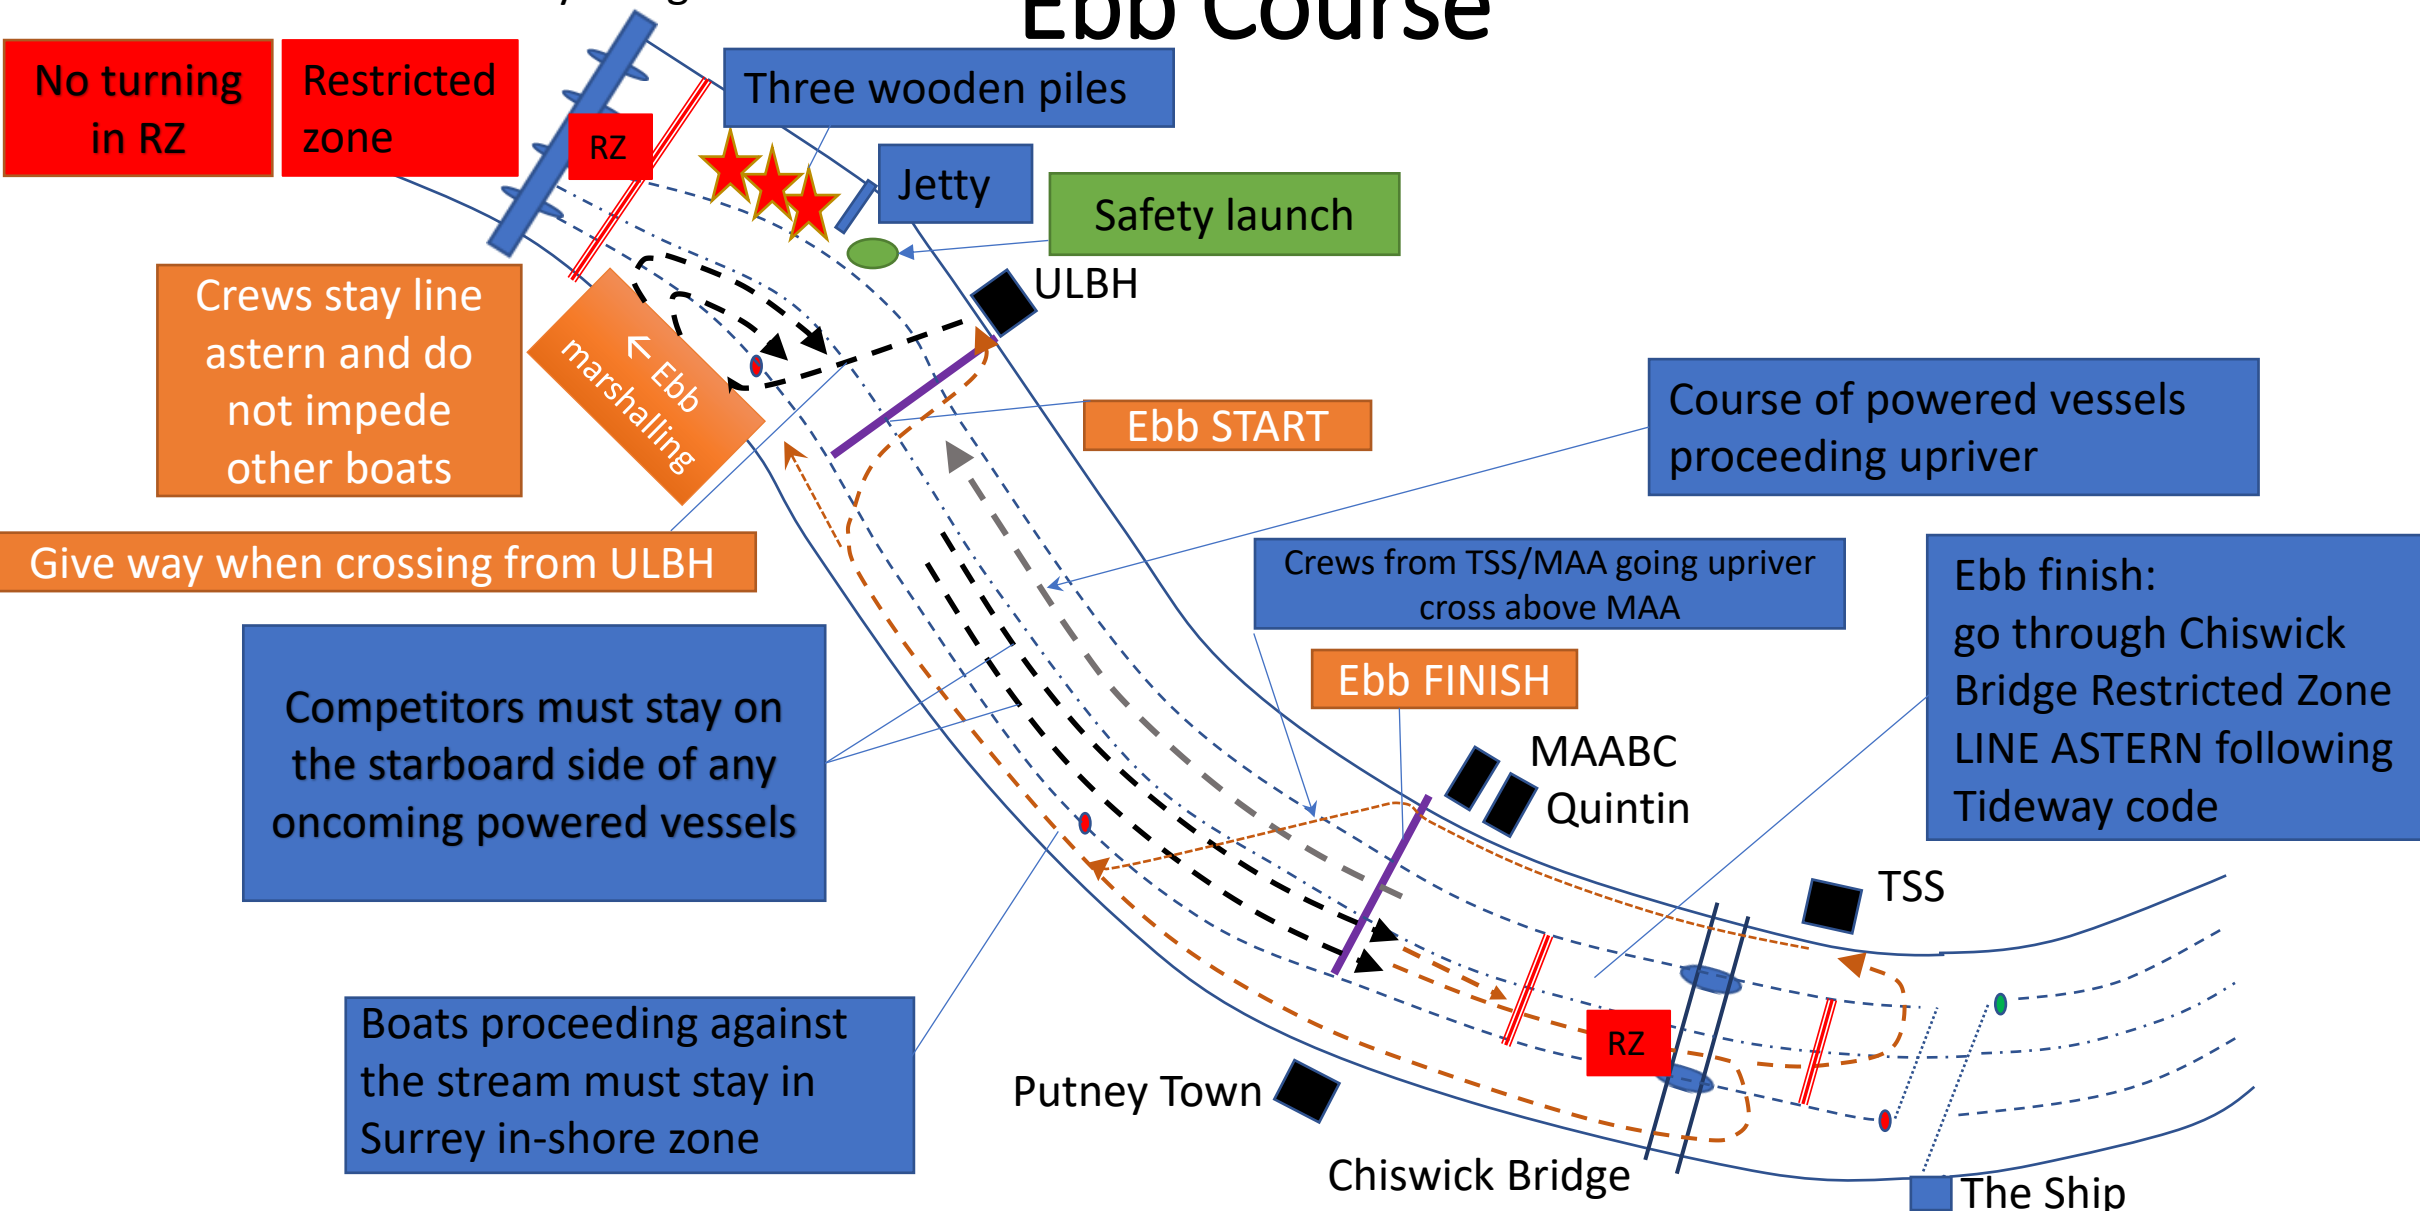 Ebb Course
No turning
in RZ
Restricted
zone
RZ
Three wooden piles
Jetty
Safety launch
ULBH
Crews stay line
astern and do
not impede
other boats
← Ebb
marshalling
Ebb START
Course of powered vessels
proceeding upriver
Give way when crossing from ULBH
Crews from TSS/MAA going upriver
cross above MAA
Ebb finish:
go through Chiswick
Bridge Restricted Zone
LINE ASTERN following
Tideway code
Competitors must stay on
the starboard side of any
oncoming powered vessels
Ebb FINISH
MAABC
Quintin
TSS
Boats proceeding against
the stream must stay in
Surrey in-shore zone
RZ
Putney Town
Chiswick Bridge
The Ship